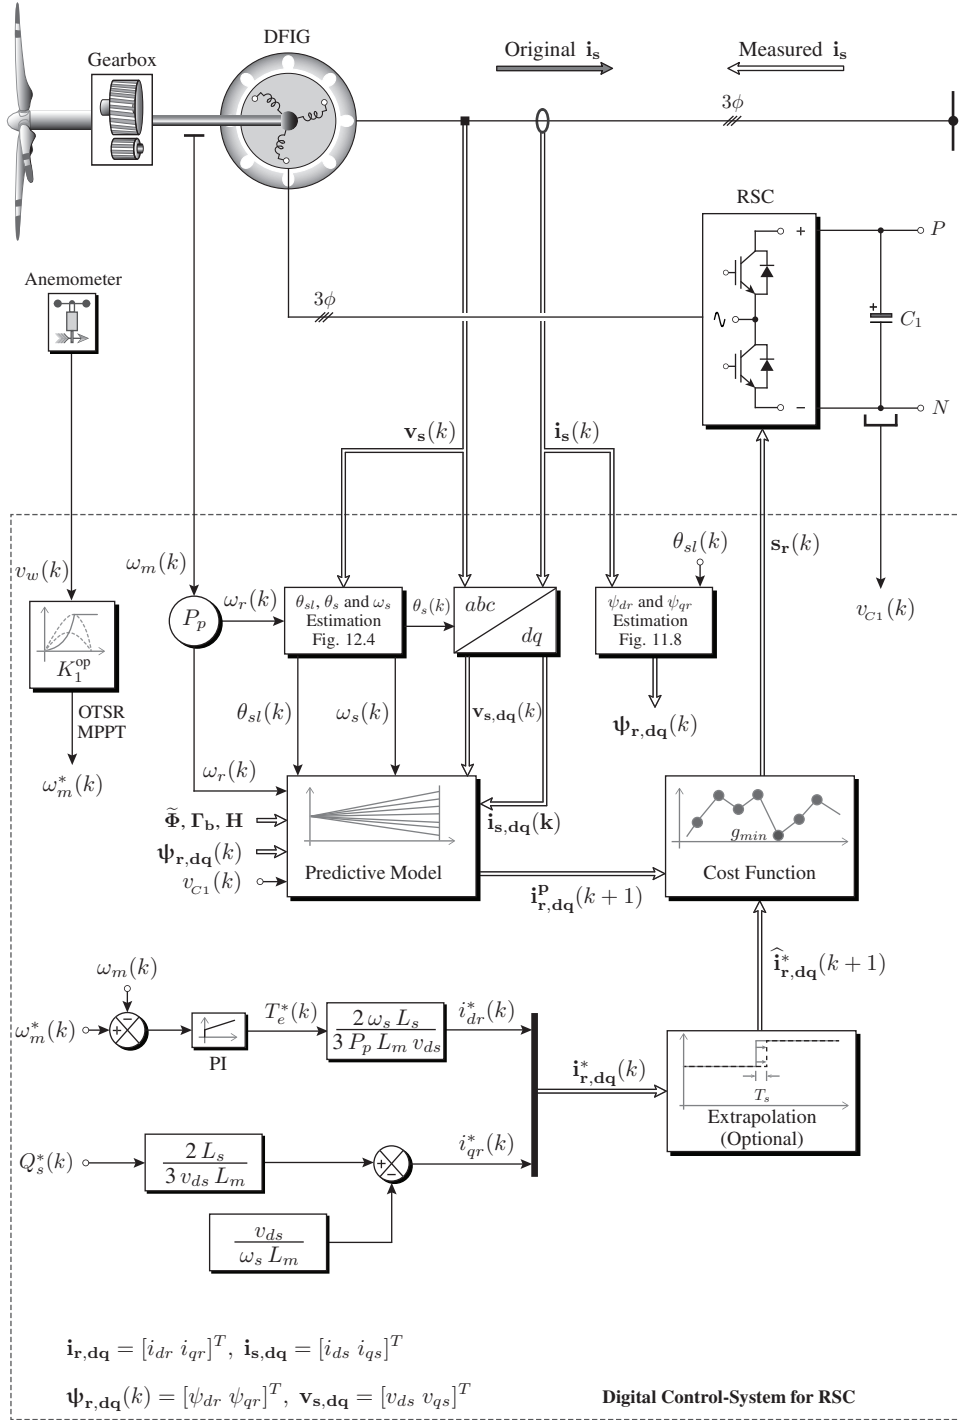 DFIG
Gearbox
Original i_s
Measured i_s
3ϕ
RSC
+
P
Anemometer
3ϕ
+
C_1
−
N
v_s(k)
i_s(k)
θ_sl(k)
s_r(k)
v_w(k)
ω_m(k)
v_C1(k)
P_p
ω_r(k)
θ_sl, θ_s and ω_s
Estimation
Fig. 12.4
θ_s(k)
abc
dq
ψ_dr and ψ_qr
Estimation
Fig. 11.8
K_1^op
OTSR
MPPT
ω_m^*(k)
θ_sl(k)
ω_s(k)
v_s,dq(k)
ψ_r,dq(k)
ω_r(k)
Φ̃, Γ_b, H
ψ_r,dq(k)
v_C1(k)
Predictive Model
i_s,dq(k)
i_r,dq^p(k+1)
g_min
Cost Function
î_r,dq^*(k+1)
ω_m(k)
ω_m^*(k)
+
−
PI
T_e^*(k)
2 ω_s L_s
3 P_p L_m v_ds
i_dr^*(k)
i_r,dq^*(k)
T_s
Extrapolation
(Optional)
Q_s^*(k)
2 L_s
3 v_ds L_m
+
−
i_qr^*(k)
v_ds
ω_s L_m
i_r,dq = [i_dr i_qr]^T, i_s,dq = [i_ds i_qs]^T
ψ_r,dq(k) = [ψ_dr ψ_qr]^T, v_s,dq = [v_ds v_qs]^T
Digital Control-System for RSC